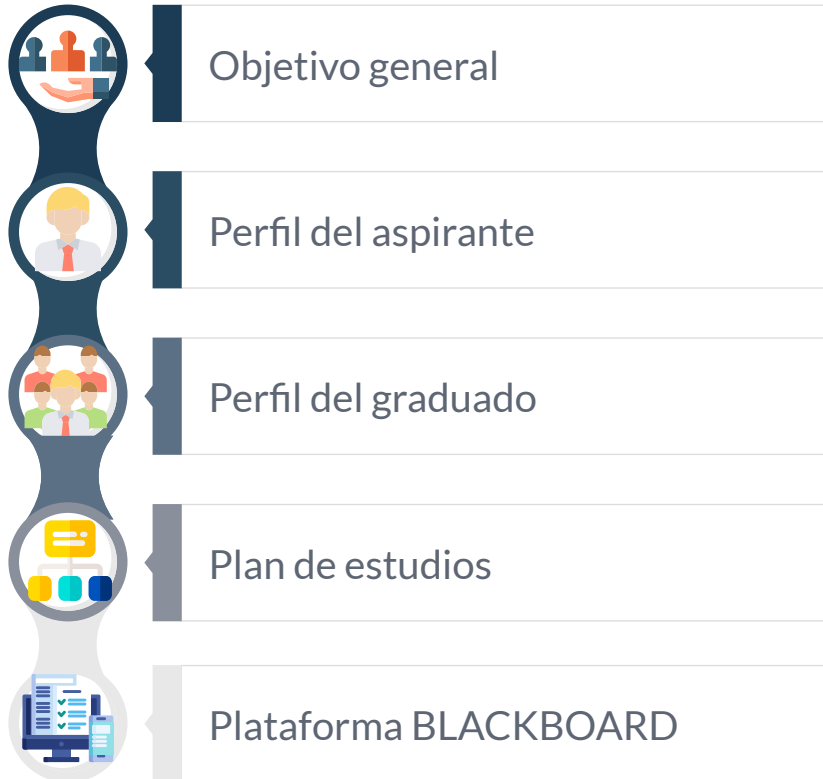 Objetivo general
Perfil del aspirante
Perfil del graduado
Plan de estudios
Plataforma BLACKBOARD